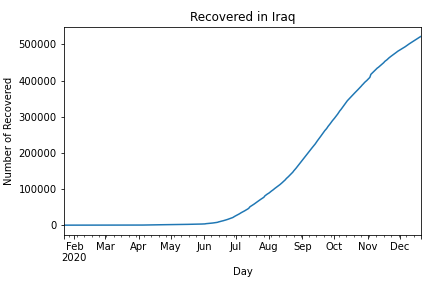 Recovered in Iraq
Number of Recovered
500000
400000
300000
200000
100000
0
Feb Mar Apr May Jun Jul Aug Sep Oct Nov Dec
2020
Day